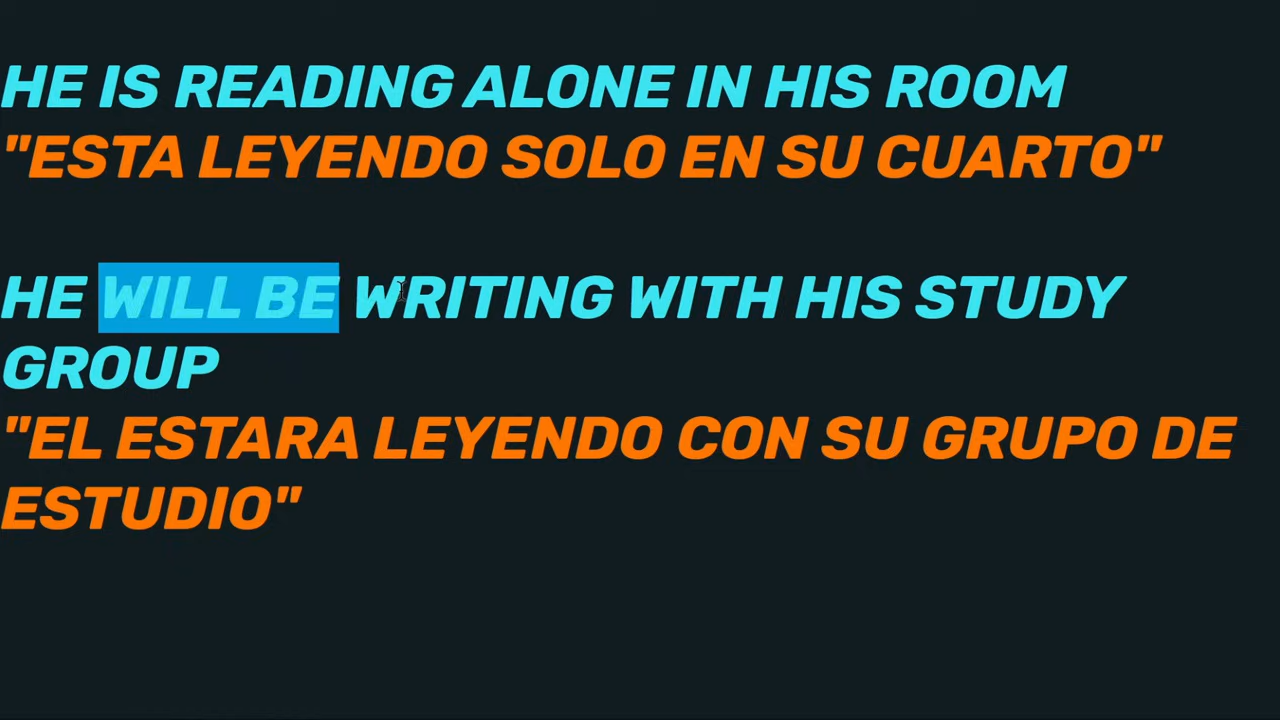 HE IS READING ALONE IN HIS ROOM
"ESTA LEYENDO SOLO EN SU CUARTO"
HE WILL BE WRITING WITH HIS STUDY
GROUP
"EL ESTARA LEYENDO CON SU GRUPO DE
ESTUDIO"